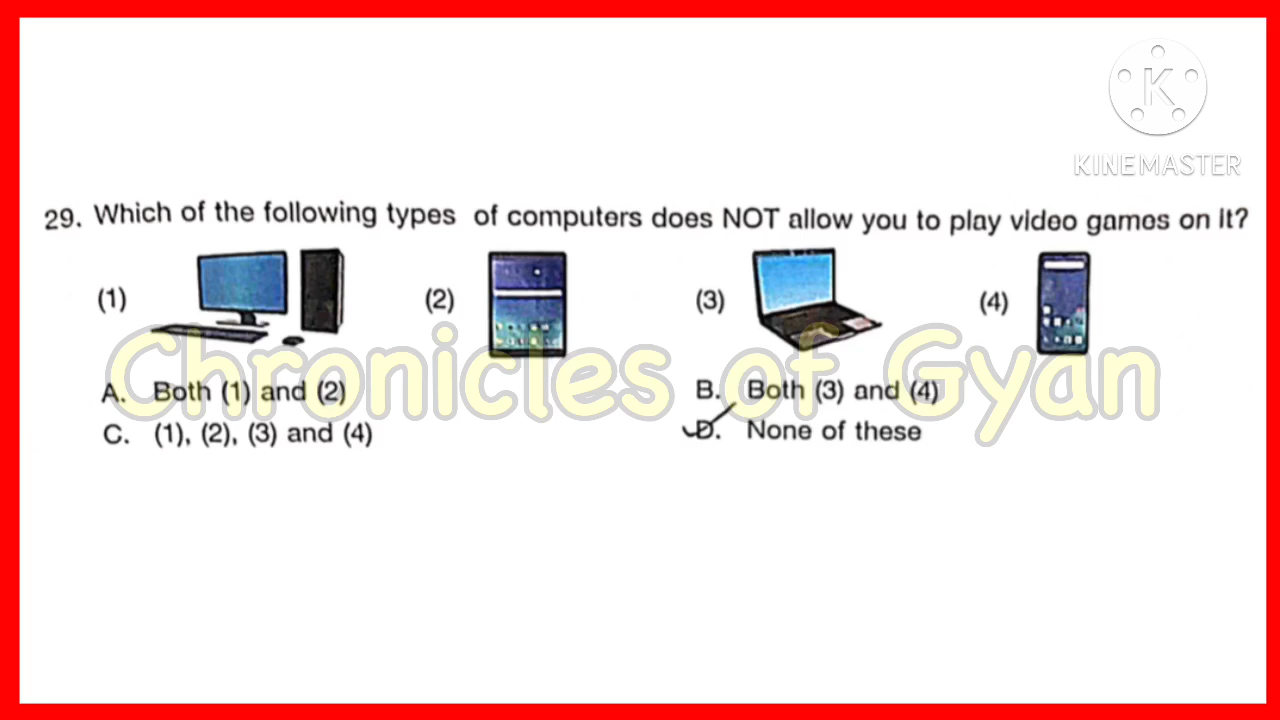 K
KINEMASTER
29. Which of the following types of computers does NOT allow you to play video games on it?
(1) (2) (3) (4)
Chronicles of Gyan
A. Both (1) and (2) B. Both (3) and (4)
C. (1), (2), (3) and (4) D. None of these